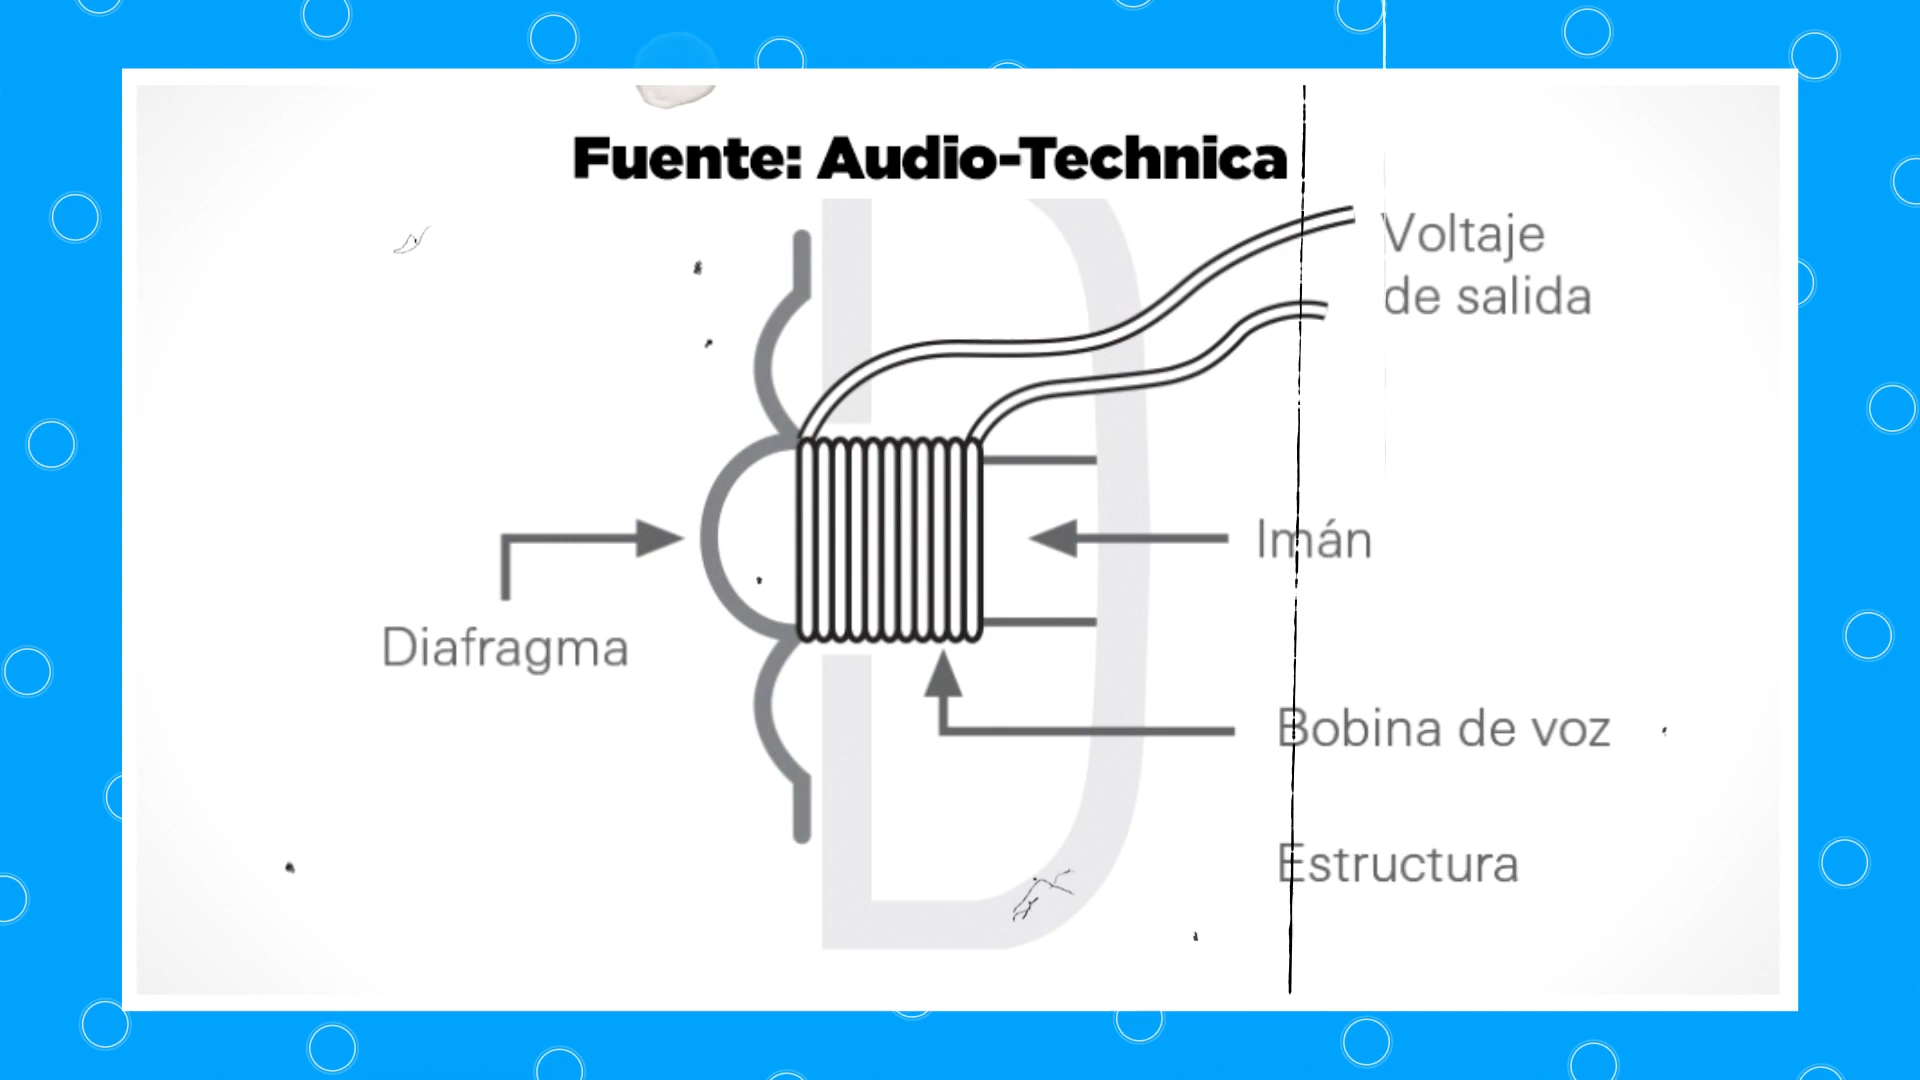 Fuente: Audio-Technica
Voltaje
de salida
Imán
Diafragma
Bobina de voz
Estructura